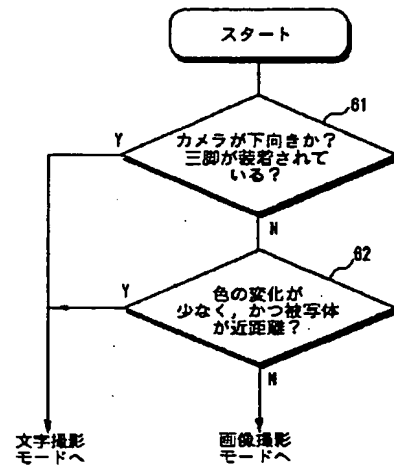 スタート
61
Y
カメラが下向きか?
三脚が装着されて
いる?
N
62
Y
色の変化が
少なく,かつ被写体
が近距離?
N
文字撮影
モードへ
画像撮影
モードへ